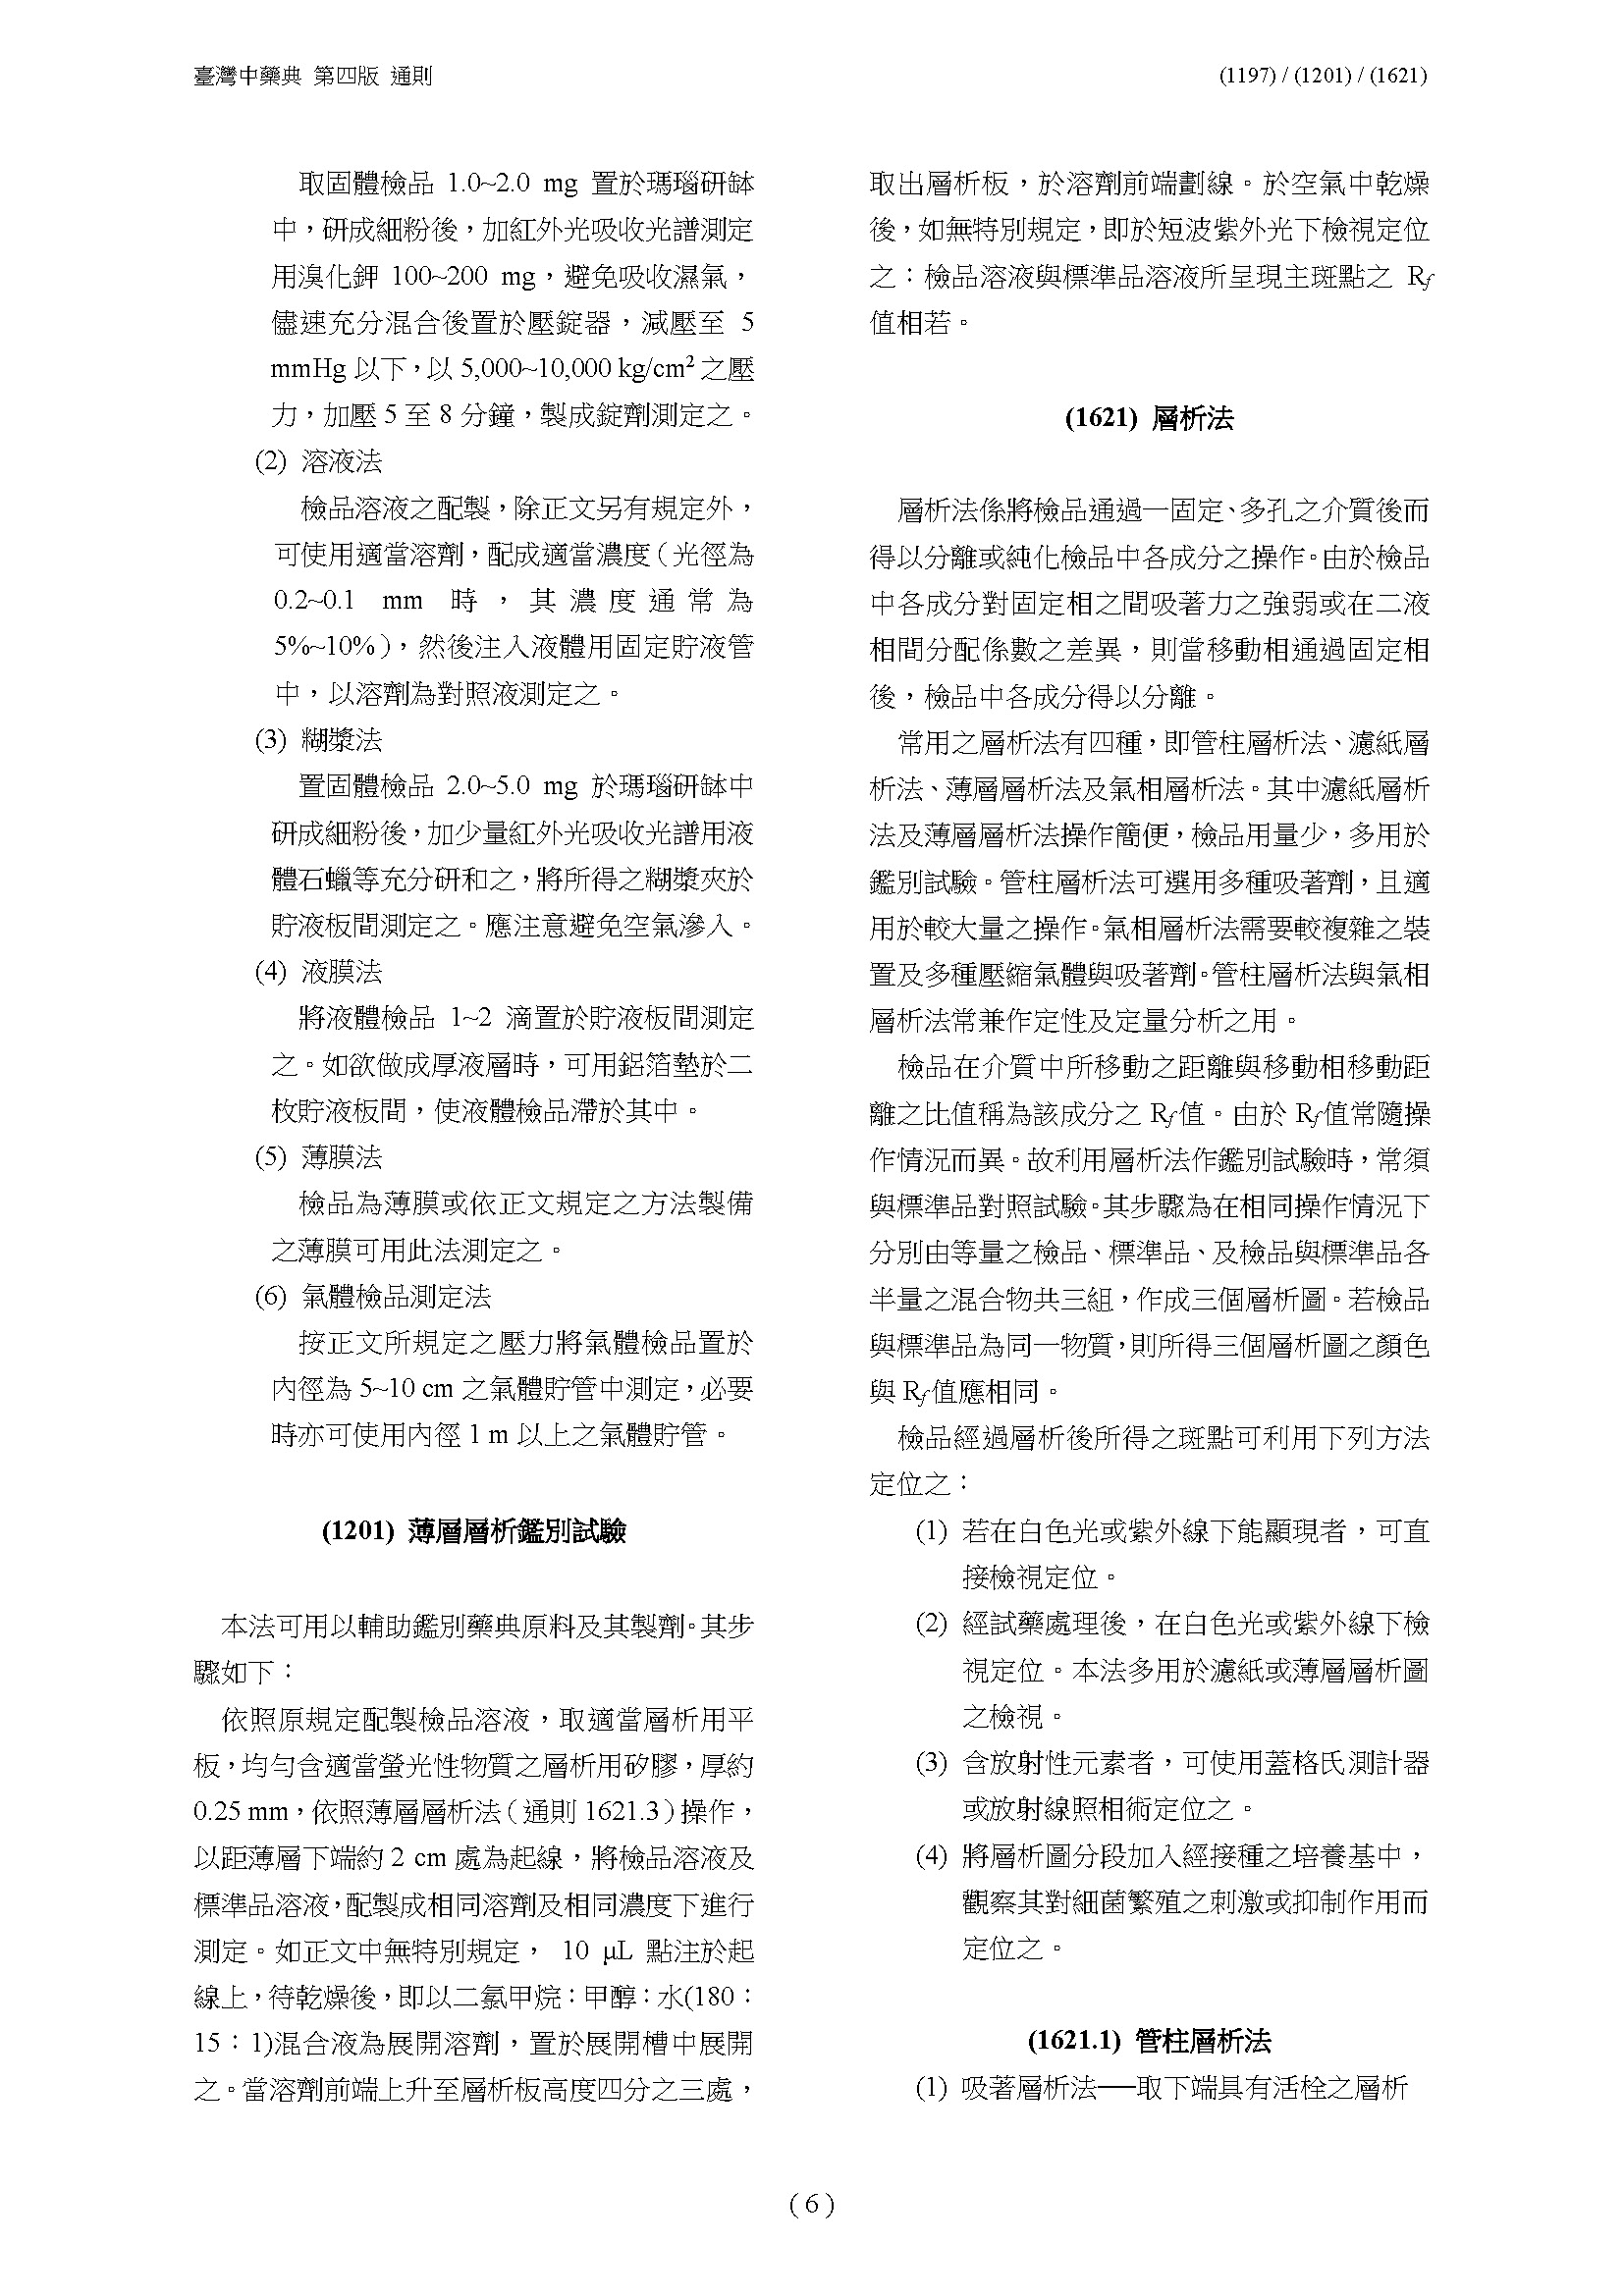 臺灣中藥典 第四版 通則
(1197) / (1201) / (1621)
取固體檢品 1.0~2.0 mg 置於瑪瑙研缽
中，研成細粉後，加紅外光吸收光譜測定
用溴化鉀 100~200 mg，避免吸收濕氣，
儘速充分混合後置於壓錠器，減壓至 5
mmHg 以下，以 5,000~10,000 kg/cm² 之壓
力，加壓 5 至 8 分鐘，製成錠劑測定之。
(2) 溶液法
檢品溶液之配製，除正文另有規定外，
可使用適當溶劑，配成適當濃度（光徑為
0.2~0.1 mm 時，其濃度通常為
5%~10%），然後注入液體用固定貯液管
中，以溶劑為對照液測定之。
(3) 糊漿法
置固體檢品 2.0~5.0 mg 於瑪瑙研缽中
研成細粉後，加少量紅外光吸收光譜用液
體石蠟等充分研和之，將所得之糊漿夾於
貯液板間測定之。應注意避免空氣滲入。
(4) 液膜法
將液體檢品 1~2 滴置於貯液板間測定
之。如欲做成厚液層時，可用鋁箔墊於二
枚貯液板間，使液體檢品滯於其中。
(5) 薄膜法
檢品為薄膜或依正文規定之方法製備
之薄膜可用此法測定之。
(6) 氣體檢品測定法
按正文所規定之壓力將氣體檢品置於
內徑為 5~10 cm 之氣體貯管中測定，必要
時亦可使用內徑 1 m 以上之氣體貯管。
(1201) 薄層層析鑑別試驗
本法可用以輔助鑑別藥典原料及其製劑。其步
驟如下：
依照原規定配製檢品溶液，取適當層析用平
板，均勻含適當螢光性物質之層析用矽膠，厚約
0.25 mm，依照薄層層析法（通則 1621.3）操作，
以距薄層下端約 2 cm 處為起線，將檢品溶液及
標準品溶液，配製成相同溶劑及相同濃度下進行
測定。如正文中無特別規定， 10 μL 點注於起
線上，待乾燥後，即以二氯甲烷：甲醇：水(180：
15：1)混合液為展開溶劑，置於展開槽中展開
之。當溶劑前端上升至層析板高度四分之三處，
取出層析板，於溶劑前端劃線。於空氣中乾燥
後，如無特別規定，即於短波紫外光下檢視定位
之：檢品溶液與標準品溶液所呈現主斑點之 Rf
值相若。
(1621) 層析法
層析法係將檢品通過一固定、多孔之介質後而
得以分離或純化檢品中各成分之操作。由於檢品
中各成分對固定相之間吸著力之強弱或在二液
相間分配係數之差異，則當移動相通過固定相
後，檢品中各成分得以分離。
常用之層析法有四種，即管柱層析法、濾紙層
析法、薄層層析法及氣相層析法。其中濾紙層析
法及薄層層析法操作簡便，檢品用量少，多用於
鑑別試驗。管柱層析法可選用多種吸著劑，且適
用於較大量之操作。氣相層析法需要較複雜之裝
置及多種壓縮氣體與吸著劑。管柱層析法與氣相
層析法常兼作定性及定量分析之用。
檢品在介質中所移動之距離與移動相移動距
離之比值稱為該成分之 Rf值。由於 Rf值常隨操
作情況而異。故利用層析法作鑑別試驗時，常須
與標準品對照試驗。其步驟為在相同操作情況下
分別由等量之檢品、標準品、及檢品與標準品各
半量之混合物共三組，作成三個層析圖。若檢品
與標準品為同一物質，則所得三個層析圖之顏色
與 Rf值應相同。
檢品經過層析後所得之斑點可利用下列方法
定位之：
(1) 若在白色光或紫外線下能顯現者，可直
接檢視定位。
(2) 經試藥處理後，在白色光或紫外線下檢
視定位。本法多用於濾紙或薄層層析圖
之檢視。
(3) 含放射性元素者，可使用蓋格氏測計器
或放射線照相術定位之。
(4) 將層析圖分段加入經接種之培養基中，
觀察其對細菌繁殖之刺激或抑制作用而
定位之。
(1621.1) 管柱層析法
(1) 吸著層析法──取下端具有活栓之層析
( 6 )